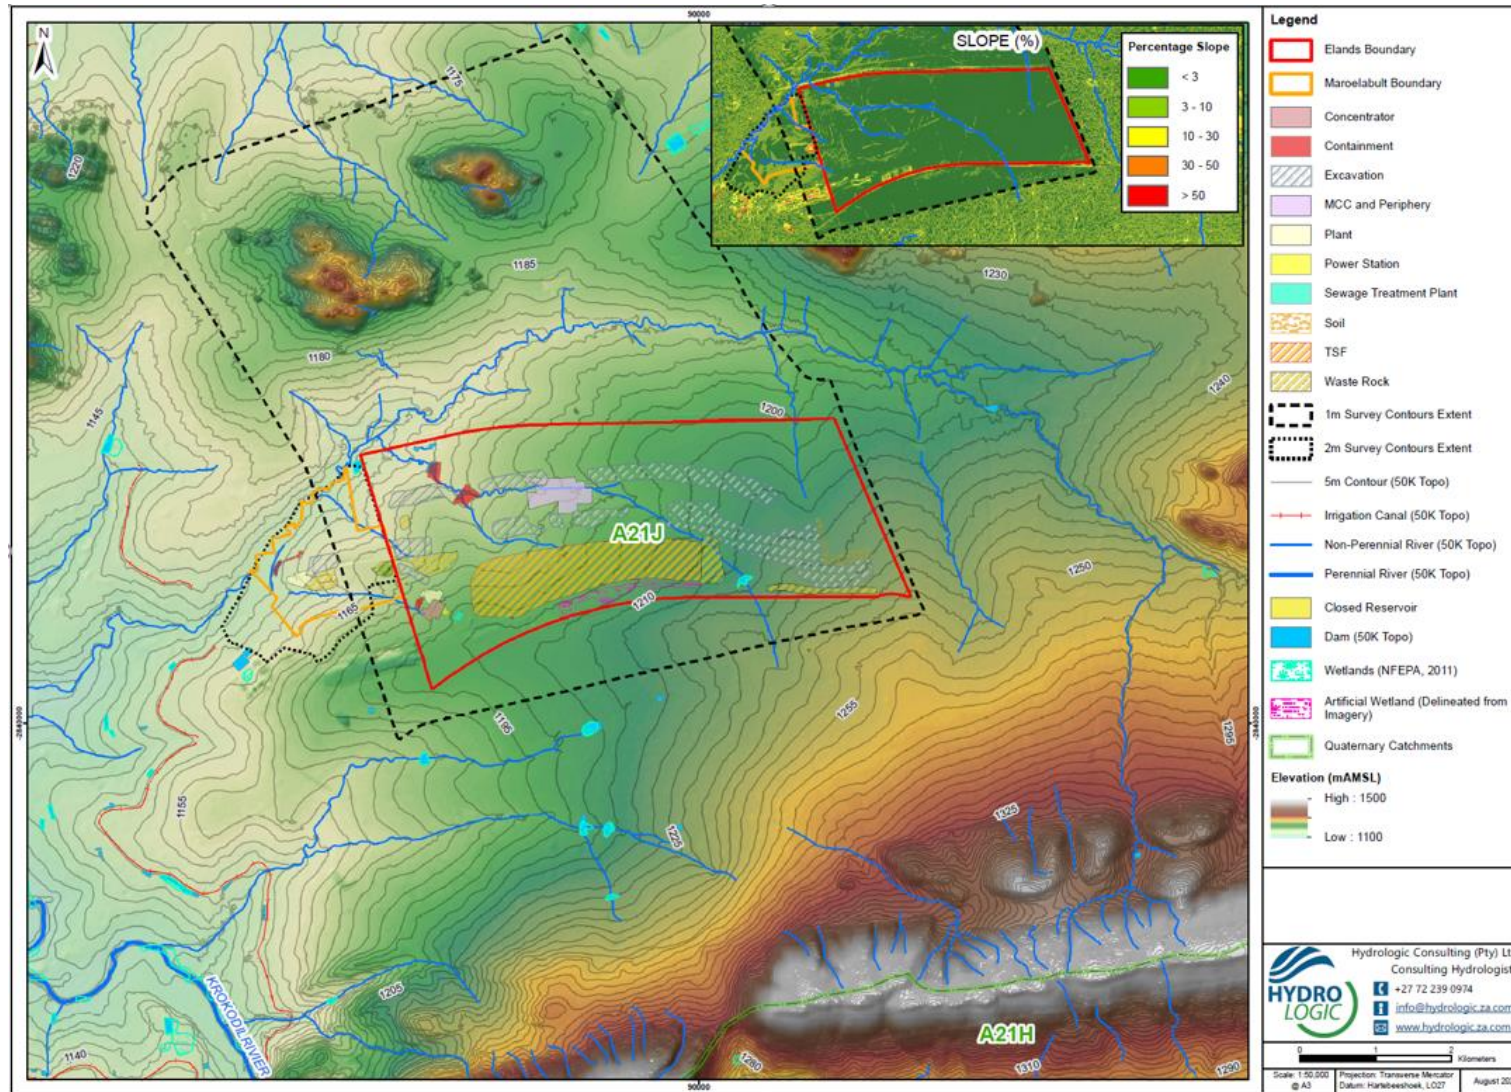 90000
N
SLOPE (%)
Percentage Slope
< 3
3 - 10
10 - 30
30 - 50
> 50
1175
1220
1185
1230
1180
1240
1145
1200
A21J
1250
1210
1165
1255
1195
1295
-2840000
-2840000
1155
1225
1325
1205
KROKODILRIVIER
A21H
1140
1280
1310
1290
90000
Legend
Elands Boundary
Maroelabult Boundary
Concentrator
Containment
Excavation
MCC and Periphery
Plant
Power Station
Sewage Treatment Plant
Soil
TSF
Waste Rock
1m Survey Contours Extent
2m Survey Contours Extent
5m Contour (50K Topo)
Irrigation Canal (50K Topo)
Non-Perennial River (50K Topo)
Perennial River (50K Topo)
Closed Reservoir
Dam (50K Topo)
Wetlands (NFEPA, 2011)
Artificial Wetland (Delineated from
Imagery)
Quaternary Catchments
Elevation (mAMSL)
High : 1500
Low : 1100
HYDRO
LOGIC
Hydrologic Consulting (Pty) Lt
Consulting Hydrologist
+27 72 239 0974
info@hydrologic.za.com
www.hydrologic.za.com
0 1 2
Kilometers
Scale: 1:50,000
@ A3
Projection: Transverse Mercator
Datum: Hartebeeshoek, LO27
August 20